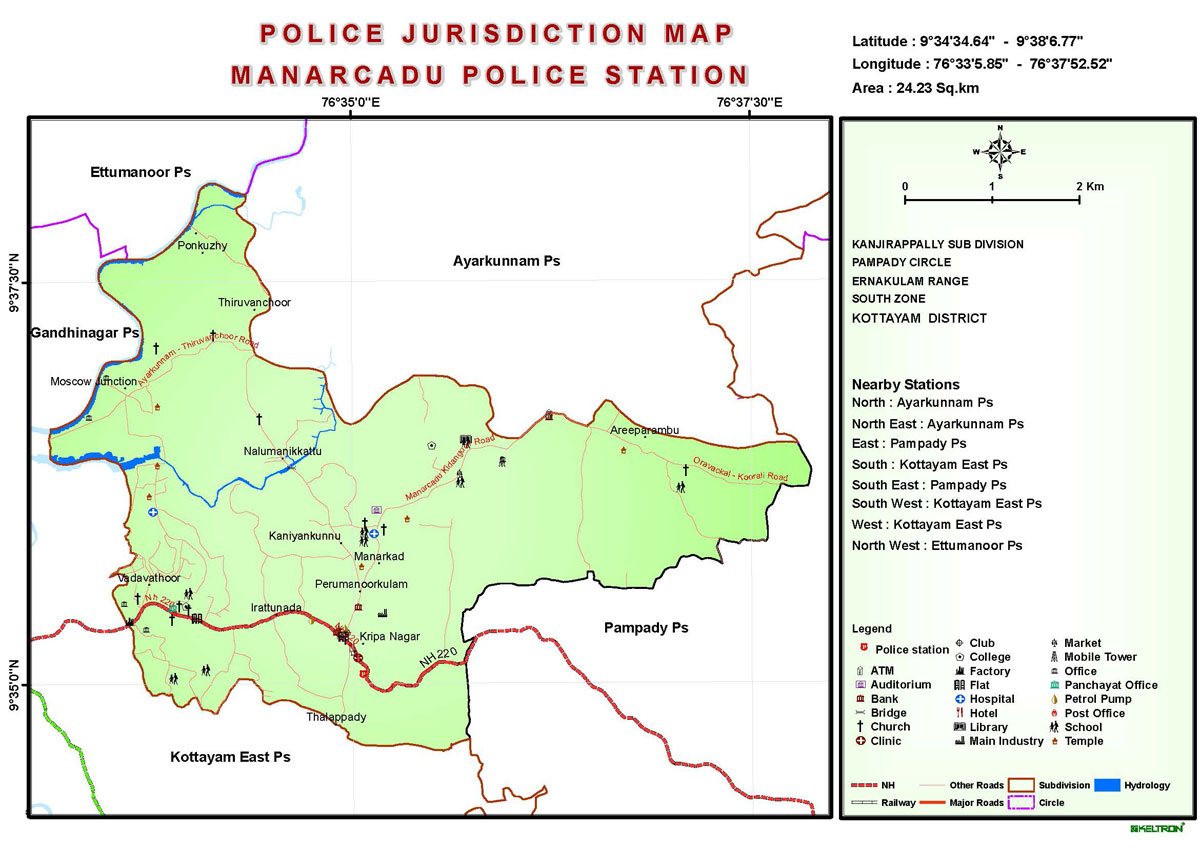 POLICE JURISDICTION MAP
MANARCADU POLICE STATION
Latitude : 9°34'34.64" - 9°38'6.77"
Longitude : 76°33'5.85" - 76°37'52.52"
Area : 24.23 Sq.km
76°35'0"E
76°37'30"E
9°37'30"N
9°35'0"N
Ettumanoor Ps
Ponkuzhy
Ayarkunnam Ps
Thiruvanchoor
Gandhinagar Ps
Ayarkunnam - Thiruvanchoor Road
Moscow Junction
Areeparambu
Manarcadu Kidangoor Road
Nalumanikkattu
Oravackal - Koorali Road
Kaniyankunnu
Manarkad
Vadavathoor
Perumanoorkulam
Nh 220
Irattunada
Kripa Nagar
Pampady Ps
NH 220
Thalappady
Kottayam East Ps
N
W
E
S
0 1 2 Km
KANJIRAPPALLY SUB DIVISION
PAMPADY CIRCLE
ERNAKULAM RANGE
SOUTH ZONE
KOTTAYAM DISTRICT
Nearby Stations
North : Ayarkunnam Ps
North East : Ayarkunnam Ps
East : Pampady Ps
South : Kottayam East Ps
South East : Pampady Ps
South West : Kottayam East Ps
West : Kottayam East Ps
North West : Ettumanoor Ps
Legend
Police station
ATM
Auditorium
Bank
Bridge
Church
Clinic
Club
College
Factory
Flat
Hospital
Hotel
Library
Main Industry
Market
Mobile Tower
Office
Panchayat Office
Petrol Pump
Post Office
School
Temple
NH
Other Roads
Subdivision
Hydrology
Railway
Major Roads
Circle
KELTRON